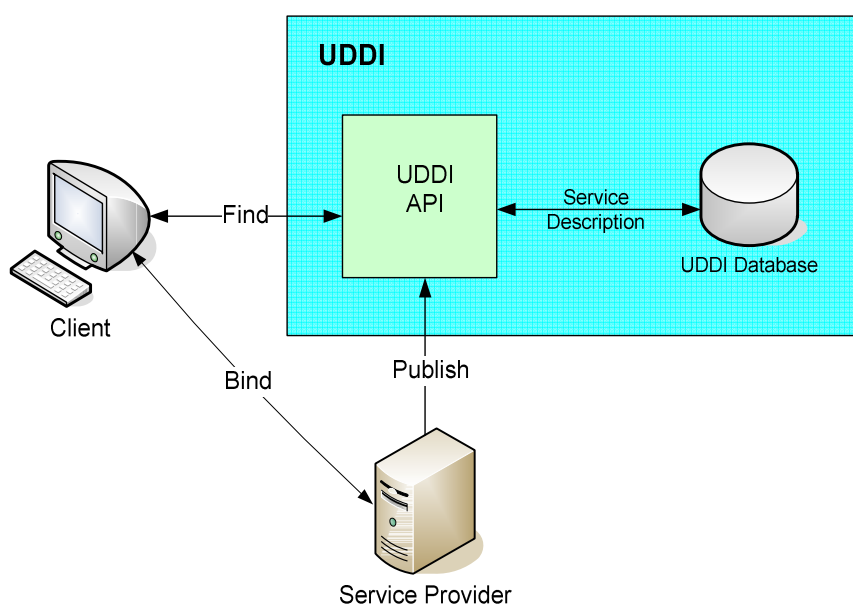 UDDI
UDDI
API
Find
Service
Description
UDDI Database
Client
Bind
Publish
Service Provider